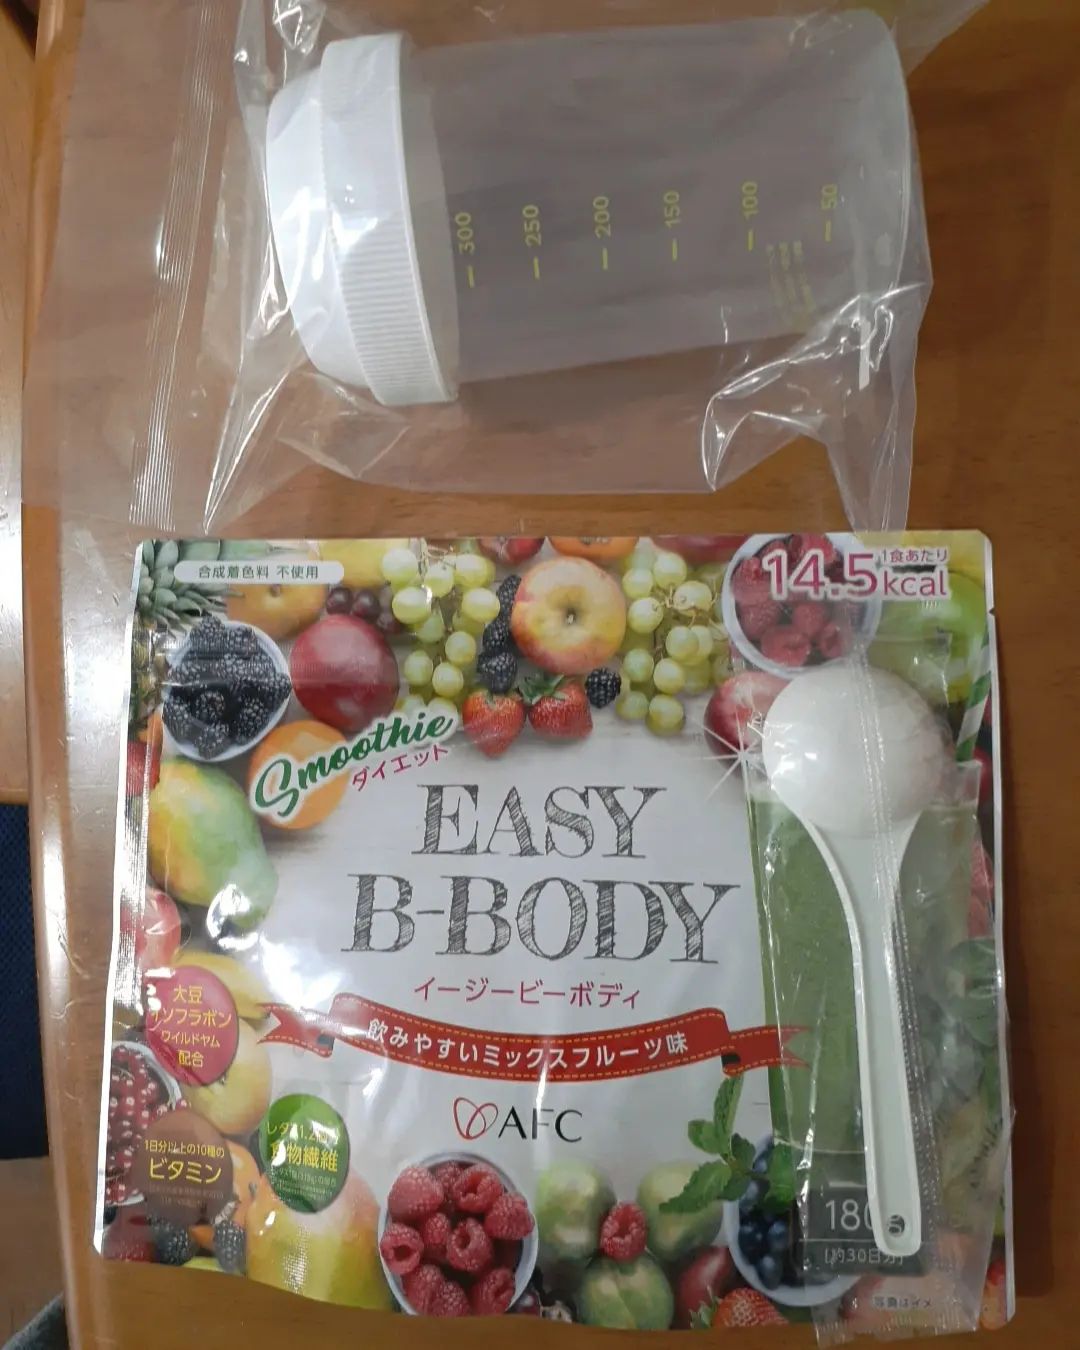 300
250
200
150
100
50
合成着色料 不使用
1食あたり
14.5kcal
Smoothie
ダイエット
EASY
B-BODY
イージービーボディ
飲みやすいミックスフルーツ味
AFC
大豆
イソフラボン
ワイルドヤム
配合
1日分以上の10種の
ビタミン
食物繊維
180g
[約30日分]
写真はイメ